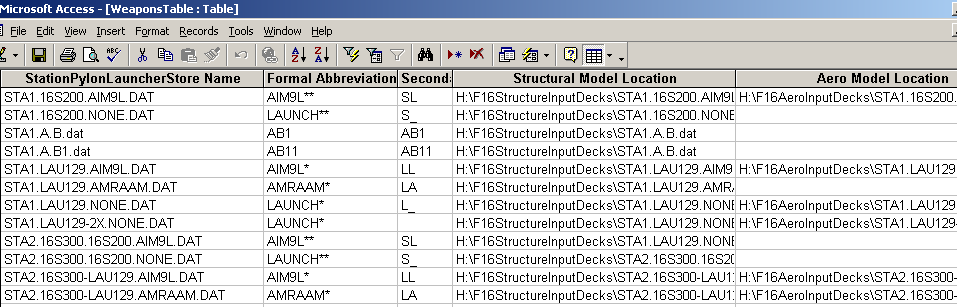 Microsoft Access - [WeaponsTable : Table]
File Edit View Insert Format Records Tools Window Help
StationPylonLauncherStore Name Formal Abbreviation Second Structural Model Location Aero Model Location
STA1.16S200.AIM9L.DAT AIM9L** SL H:\F16StructureInputDecks\STA1.16S200.AIM9L H:\F16AeroInputDecks\STA1.16S200.
STA1.16S200.NONE.DAT LAUNCH** S_ H:\F16StructureInputDecks\STA1.16S200.NONE
STA1.A.B.dat AB1 AB1 H:\F16StructureInputDecks\STA1.A.B.dat
STA1.A.B1.dat AB11 AB11 H:\F16StructureInputDecks\STA1.A.B.dat
STA1.LAU129.AIM9L.DAT AIM9L* LL H:\F16StructureInputDecks\STA1.LAU129.AIM9 H:\F16AeroInputDecks\STA1.LAU129
STA1.LAU129.AMRAAM.DAT AMRAAM* LA H:\F16StructureInputDecks\STA1.LAU129.AMRA
STA1.LAU129.NONE.DAT LAUNCH* L_ H:\F16StructureInputDecks\STA1.LAU129.NONE H:\F16AeroInputDecks\STA1.LAU129
STA1.LAU129-2X.NONE.DAT LAUNCH* H:\F16StructureInputDecks\STA1.LAU129.NONE H:\F16AeroInputDecks\STA1.LAU129
STA2.16S300.16S200.AIM9L.DAT AIM9L** SL H:\F16StructureInputDecks\STA1.LAU129.NONE
STA2.16S300.16S200.NONE.DAT LAUNCH** S_ H:\F16StructureInputDecks\STA2.16S300.16S2
STA2.16S300-LAU129.AIM9L.DAT AIM9L* LL H:\F16StructureInputDecks\STA2.16S300-LAU1 H:\F16AeroInputDecks\STA2.16S300-
STA2.16S300-LAU129.AMRAAM.DAT AMRAAM* LA H:\F16StructureInputDecks\STA2.16S300-LAU1 H:\F16AeroInputDecks\STA2.16S300-